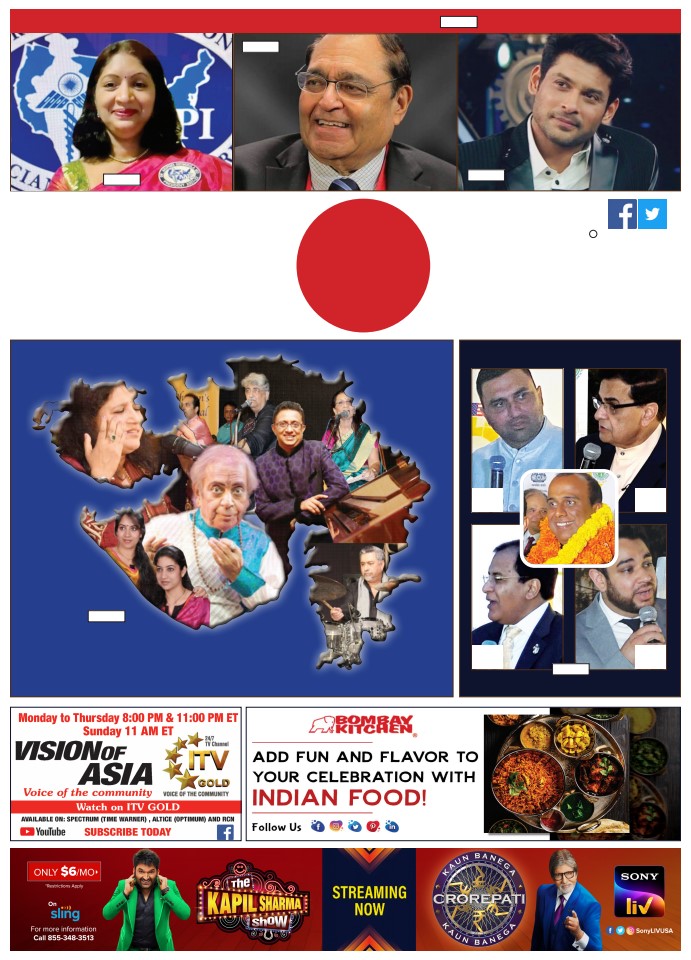 PI
CIAN
Monday to Thursday 8:00 PM & 11:00 PM ET
Sunday 11 AM ET
VISION OF
ASIA
Voice of the community
24/7
TV Channel
ITV
GOLD
VOICE OF THE COMMUNITY
Watch on ITV GOLD
AVAILABLE ON: SPECTRUM (TIME WARNER) , ALTICE (OPTIMUM) AND RCN
YouTube SUBSCRIBE TODAY
BOMBAY
KITCHEN®
ADD FUN AND FLAVOR TO
YOUR CELEBRATION WITH
INDIAN FOOD!
Follow Us
ONLY $6/MO+
*Restrictions Apply
On
sling
For more information
Call 855-348-3513
The
KAPIL SHARMA
Show
STREAMING
NOW
KAUN BANEGA
CROREPATI
KAUN BANEGA
SONY
liv
SonyLIVUSA